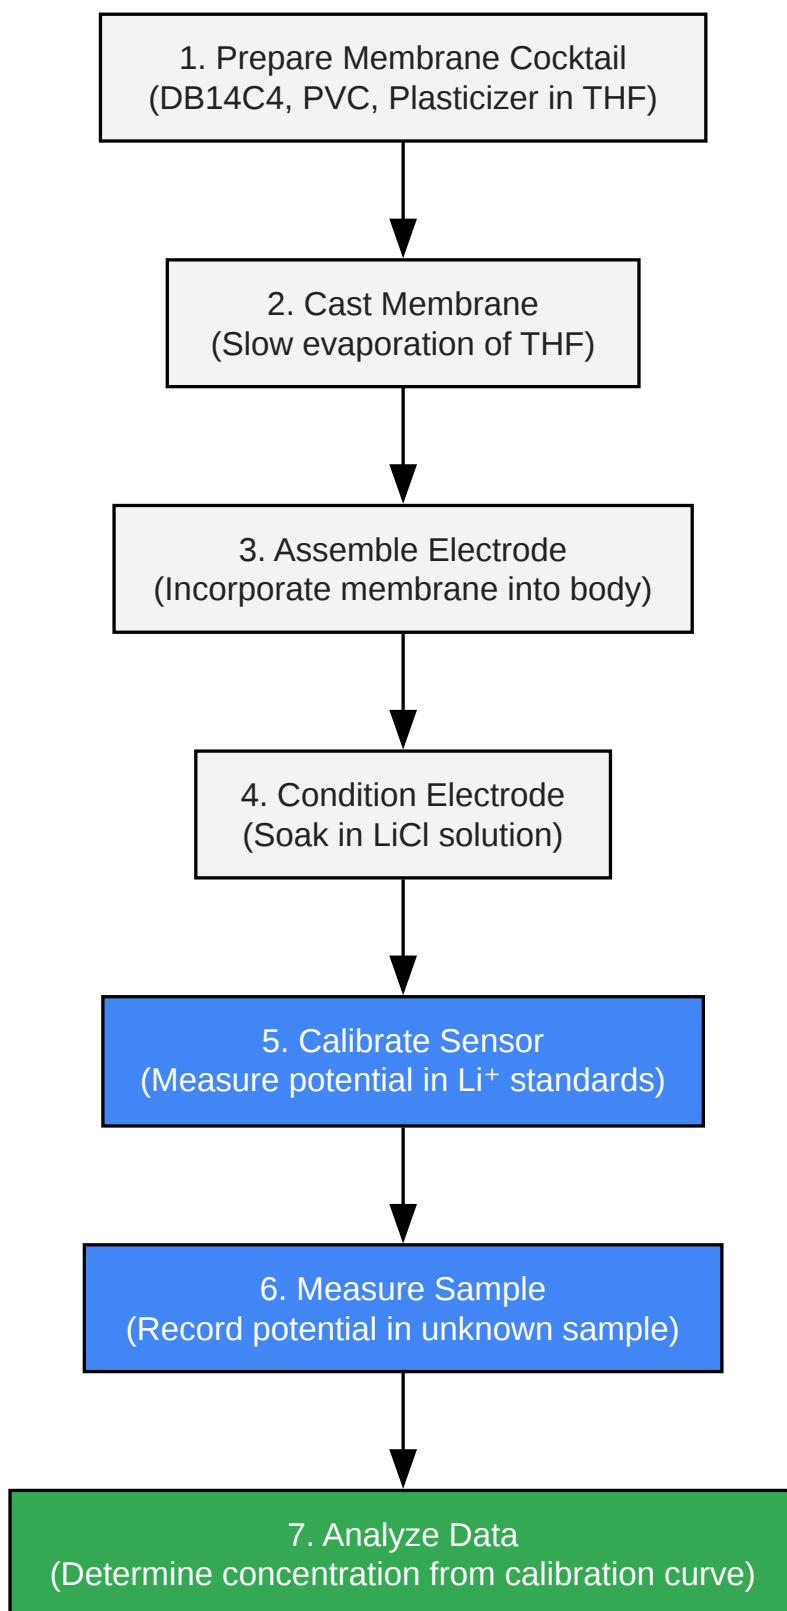 1. Prepare Membrane Cocktail
(DB14C4, PVC, Plasticizer in THF)
2. Cast Membrane
(Slow evaporation of THF)
3. Assemble Electrode
(Incorporate membrane into body)
4. Condition Electrode
(Soak in LiCl solution)
5. Calibrate Sensor
(Measure potential in Li⁺ standards)
6. Measure Sample
(Record potential in unknown sample)
7. Analyze Data
(Determine concentration from calibration curve)